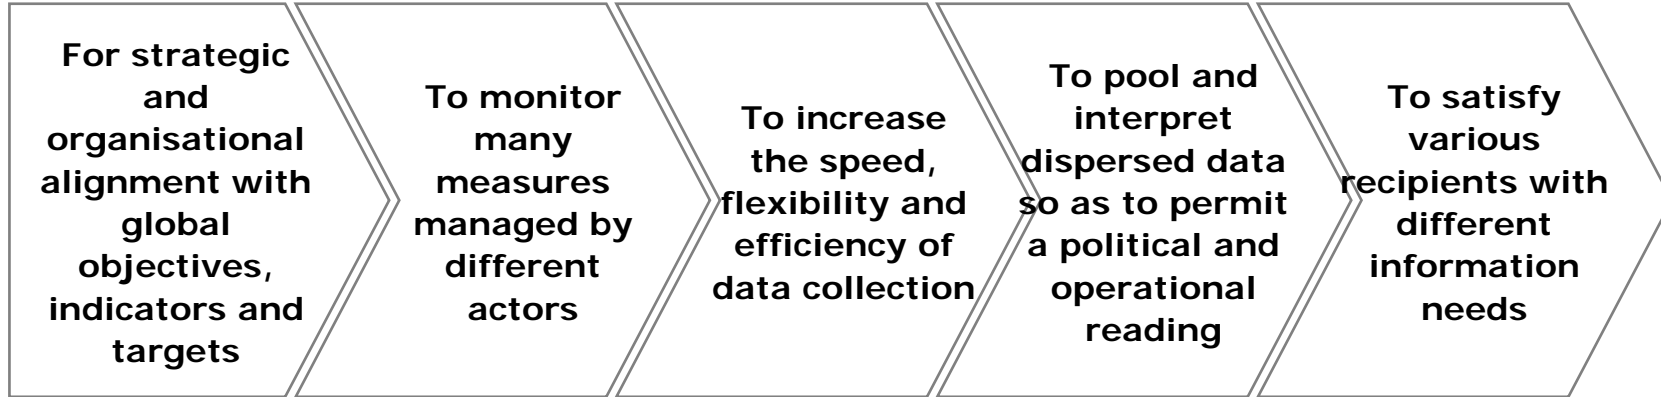 For strategic
and
organisational
alignment with
global
objectives,
indicators and
targets
To monitor
many
measures
managed by
different
actors
To increase
the speed,
flexibility and
efficiency of
data collection
To pool and
interpret
dispersed data
so as to permit
a political and
operational
reading
To satisfy
various
recipients with
different
information
needs